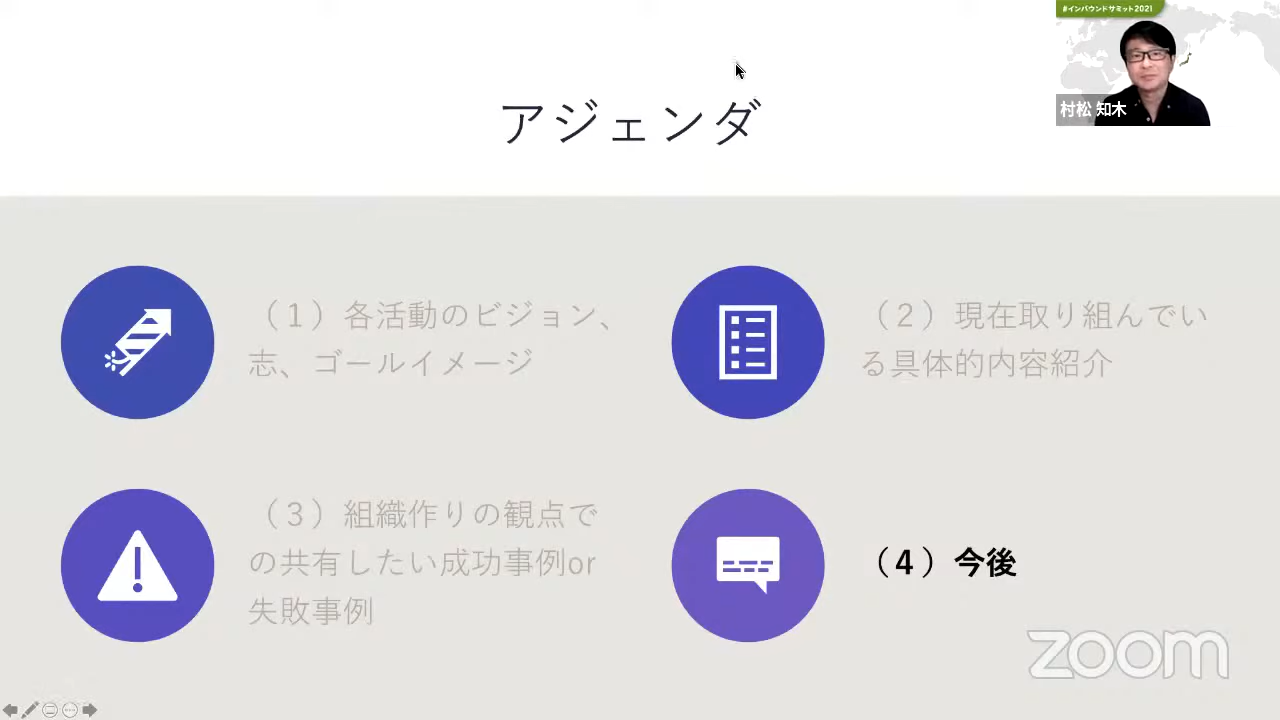 #インバウンドサミット2021
村松 知木
アジェンダ
（１）各活動のビジョン、
志、ゴールイメージ
（２）現在取り組んでい
る具体的内容紹介
（３）組織作りの観点で
の共有したい成功事例or
失敗事例
（４）今後
zoom